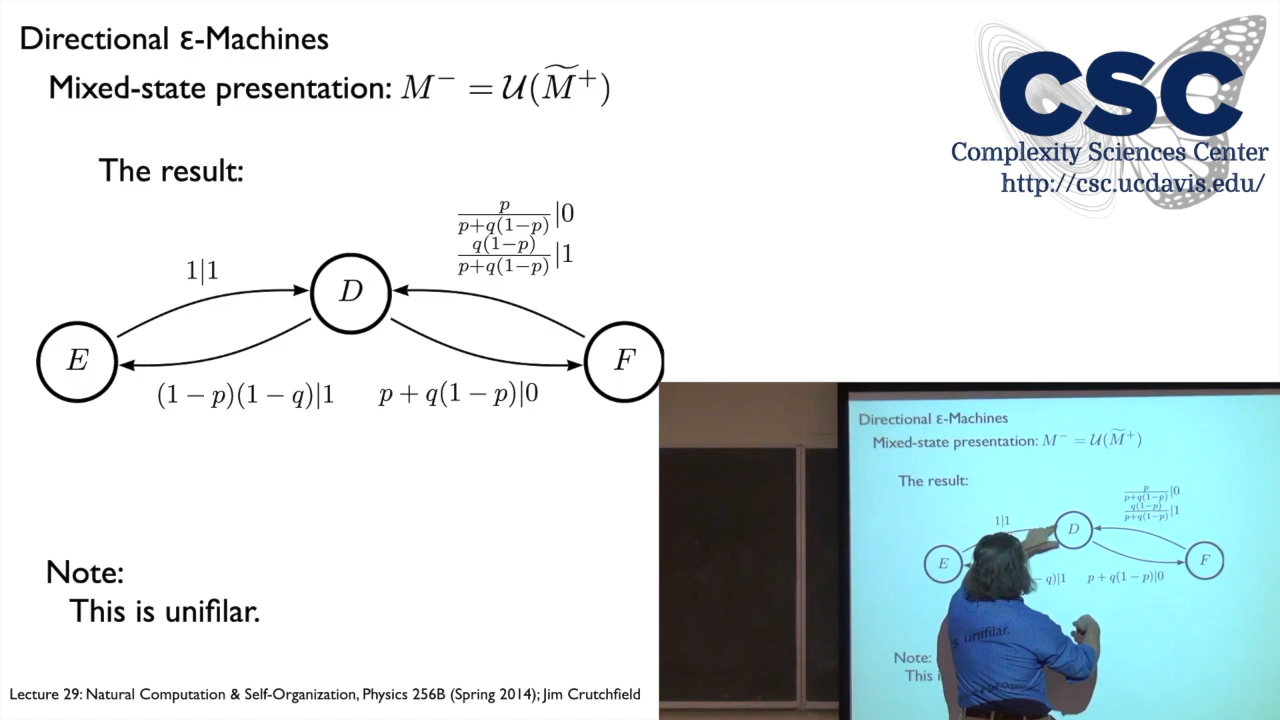 Directional ε-Machines
Mixed-state presentation: M⁻ = 𝒰(M̃⁺)
CSC
Complexity Sciences Center
http://csc.ucdavis.edu/
The result:
p/(p+q(1−p))|0
q(1−p)/(p+q(1−p))|1
1|1
D
E
F
(1 − p)(1 − q)|1
p + q(1 − p)|0
Note:
This is unifilar.
Lecture 29: Natural Computation & Self-Organization, Physics 256B (Spring 2014); Jim Crutchfield
Directional ε-Machines
Mixed-state presentation: M⁻ = 𝒰(M̃⁺)
The result:
p/(p+q(1−p))|0
q(1−p)/(p+q(1−p))|1
1|1
D
E
F
q)|1
p + q(1 − p)|0
unifilar.
Note:
This i